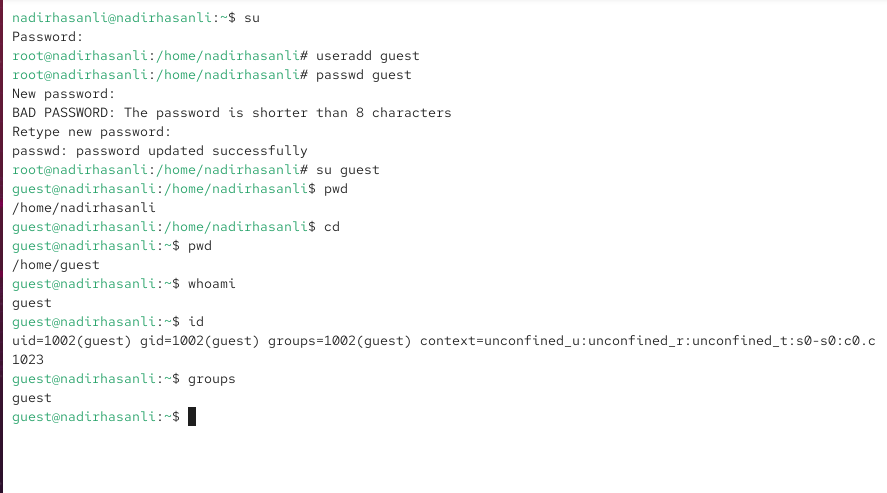 nadirhasanli@nadirhasanli:~$ su
Password:
root@nadirhasanli:/home/nadirhasanli# useradd guest
root@nadirhasanli:/home/nadirhasanli# passwd guest
New password:
BAD PASSWORD: The password is shorter than 8 characters
Retype new password:
passwd: password updated successfully
root@nadirhasanli:/home/nadirhasanli# su guest
guest@nadirhasanli:/home/nadirhasanli$ pwd
/home/nadirhasanli
guest@nadirhasanli:/home/nadirhasanli$ cd
guest@nadirhasanli:~$ pwd
/home/guest
guest@nadirhasanli:~$ whoami
guest
guest@nadirhasanli:~$ id
uid=1002(guest) gid=1002(guest) groups=1002(guest) context=unconfined_u:unconfined_r:unconfined_t:s0-s0:c0.c
1023
guest@nadirhasanli:~$ groups
guest
guest@nadirhasanli:~$